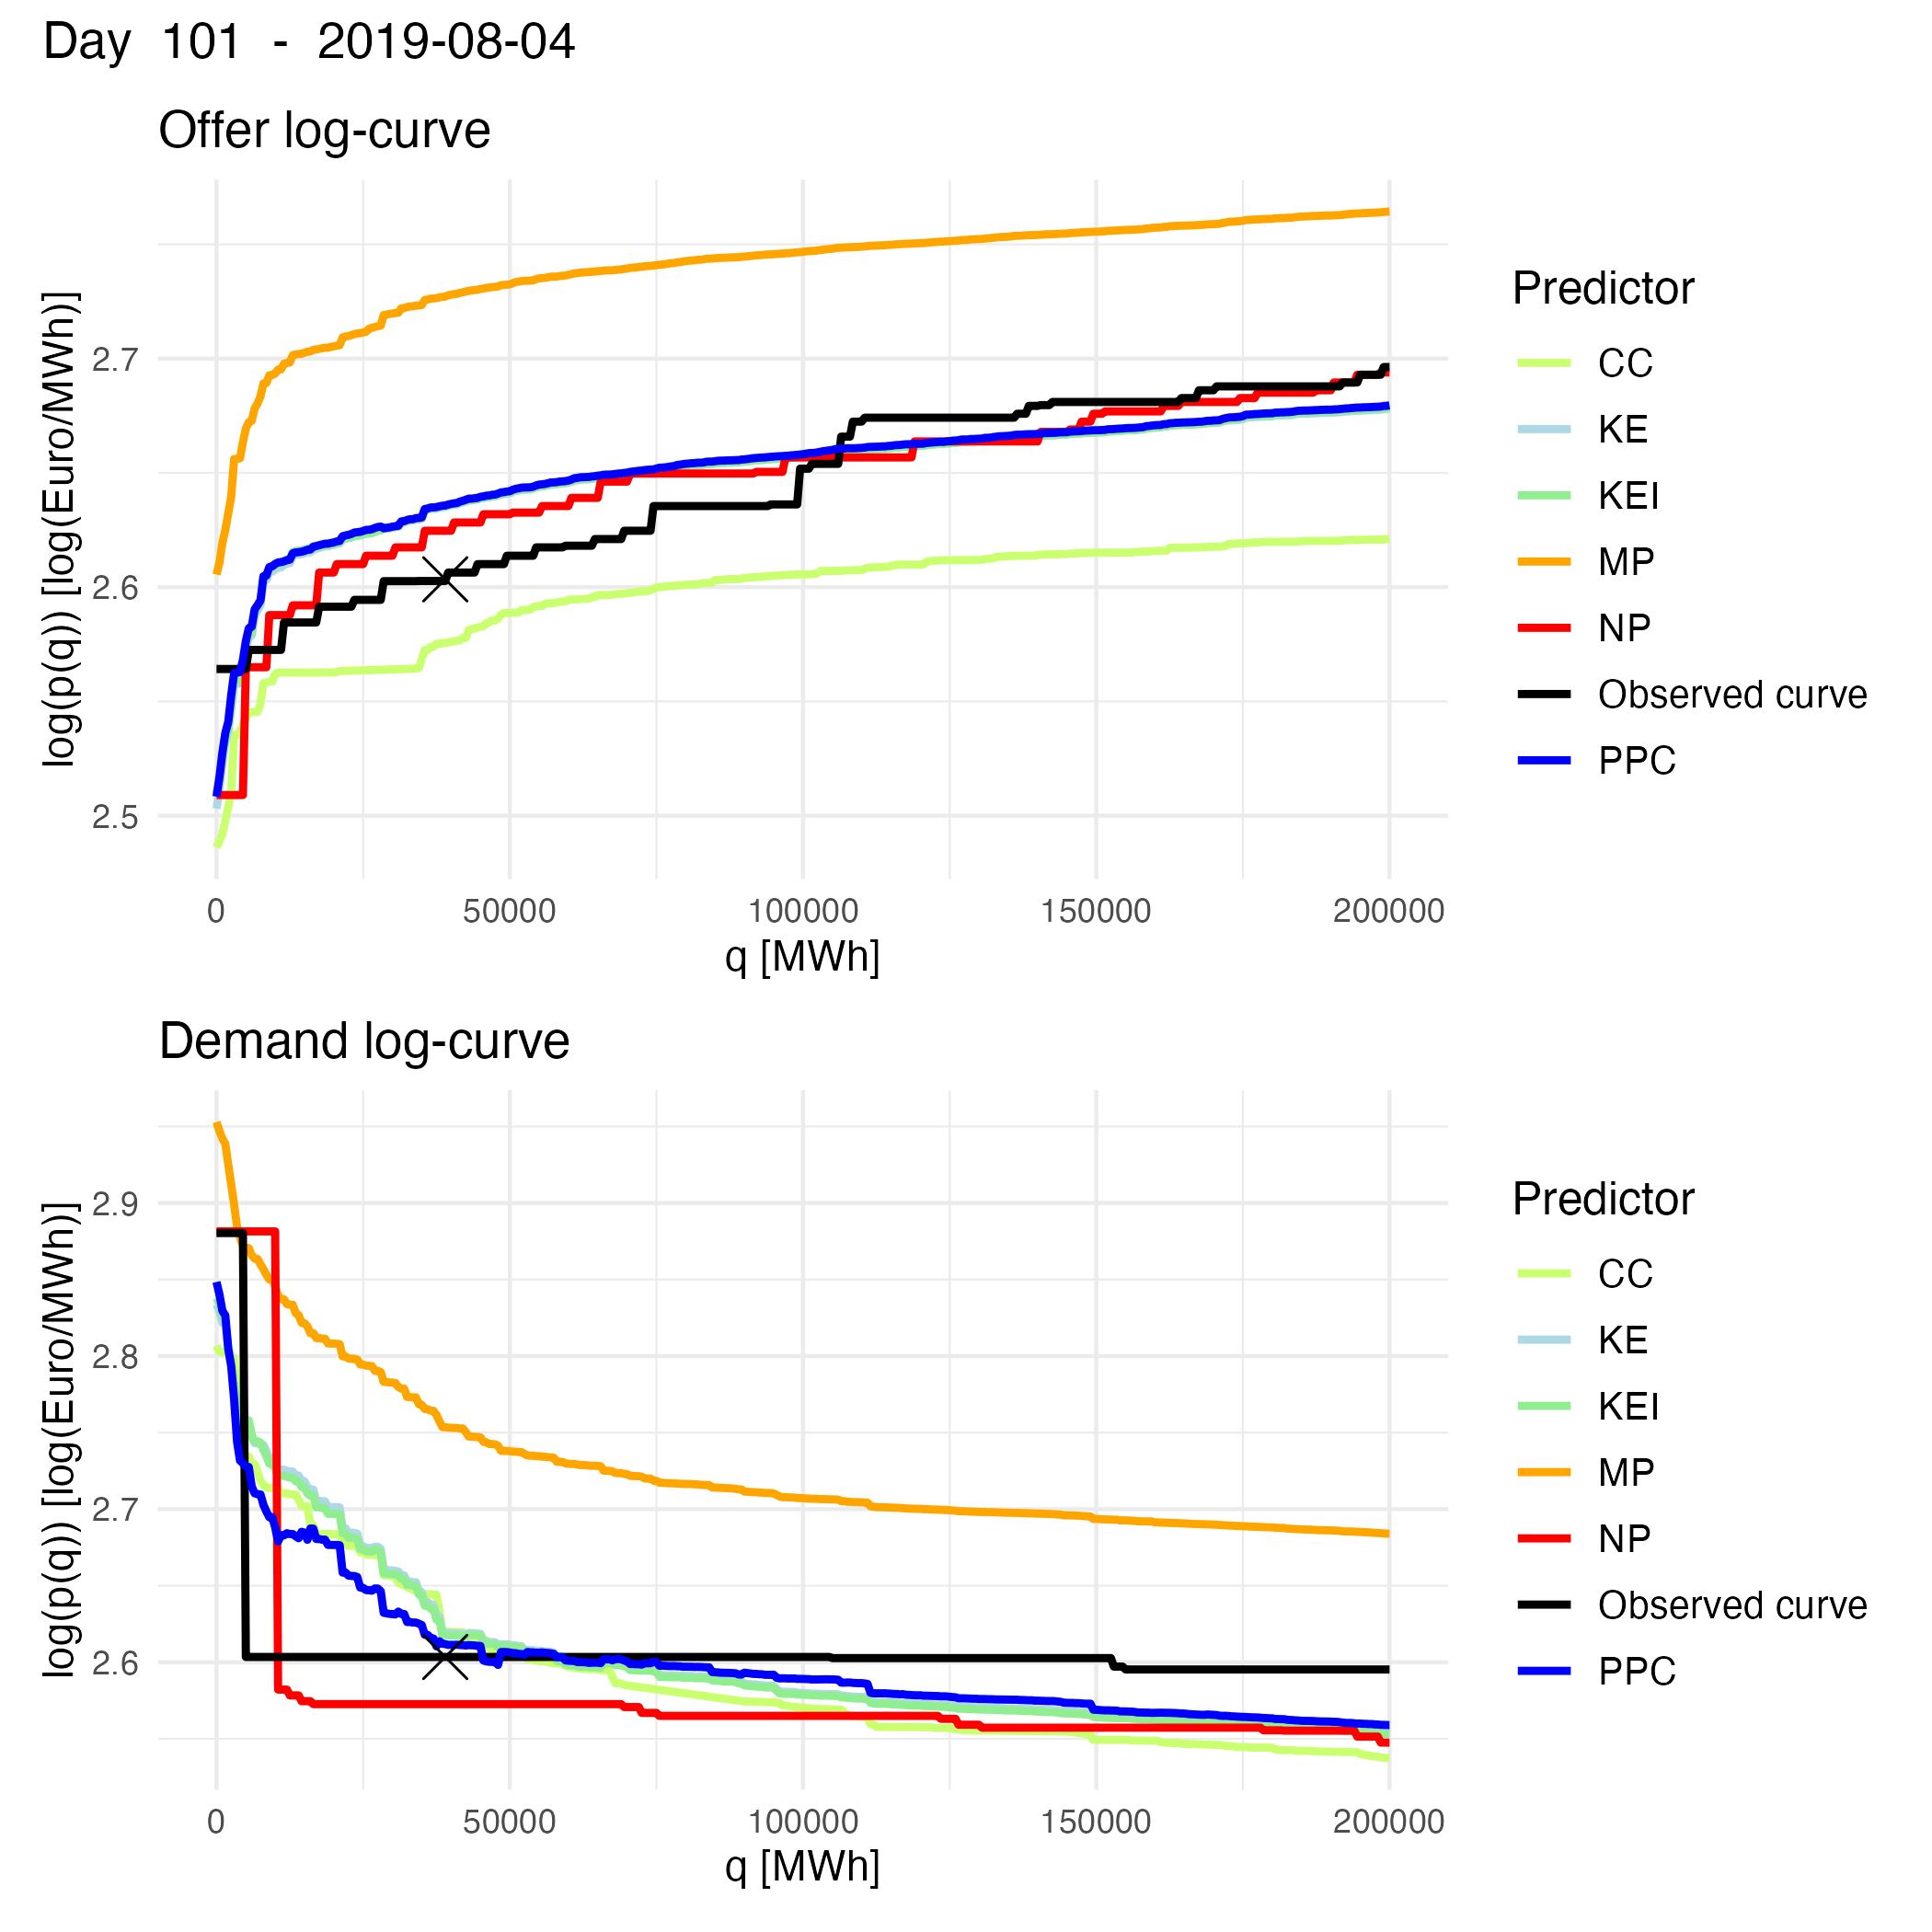 Day 101 - 2019-08-04
Offer log-curve
log(p(q)) [log(Euro/MWh)]
2.7
2.6
2.5
0 50000 100000 150000 200000
q [MWh]
Predictor
CC
KE
KEI
MP
NP
Observed curve
PPC
Demand log-curve
log(p(q)) [log(Euro/MWh)]
2.9
2.8
2.7
2.6
0 50000 100000 150000 200000
q [MWh]
Predictor
CC
KE
KEI
MP
NP
Observed curve
PPC